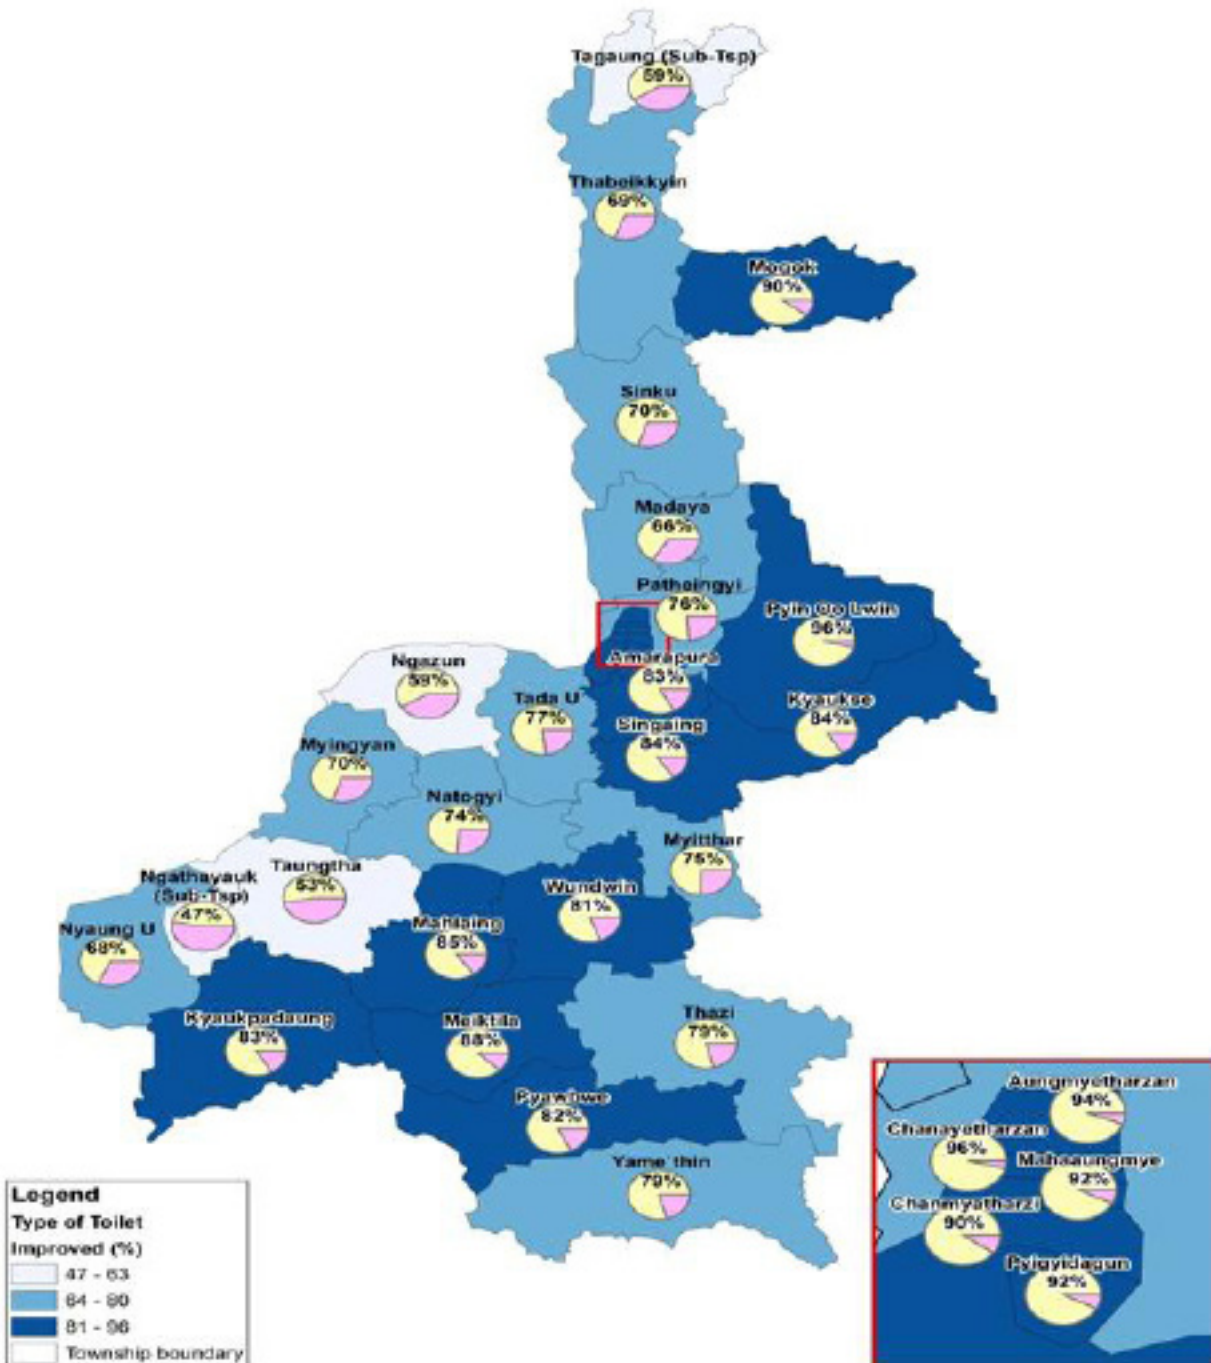 Tagaung (Sub-Tsp)
59%
Thabeikkyin
69%
Mogok
90%
Sinku
70%
Madaya
66%
Patheingyi
76%
Pyin Oo Lwin
96%
Amarapura
83%
Ngazun
59%
Tada U
77%
Kyaukse
84%
Singaing
84%
Myingyan
70%
Natogyi
74%
Myitthar
75%
Taungtha
53%
Ngathayauk
(Sub-Tsp)
47%
Wundwin
81%
Mahlaing
85%
Nyaung U
68%
Kyaukpadaung
83%
Meiktila
88%
Thazi
79%
Pyawbwe
82%
Yame`thin
79%
Aungmyetharzan
94%
Chanayetharzan
96%
Mahaaungmye
92%
Chanmyatharzi
90%
Pyigyidagun
92%
Legend
Type of Toilet
Improved (%)
47 - 63
64 - 80
81 - 96
Township boundary